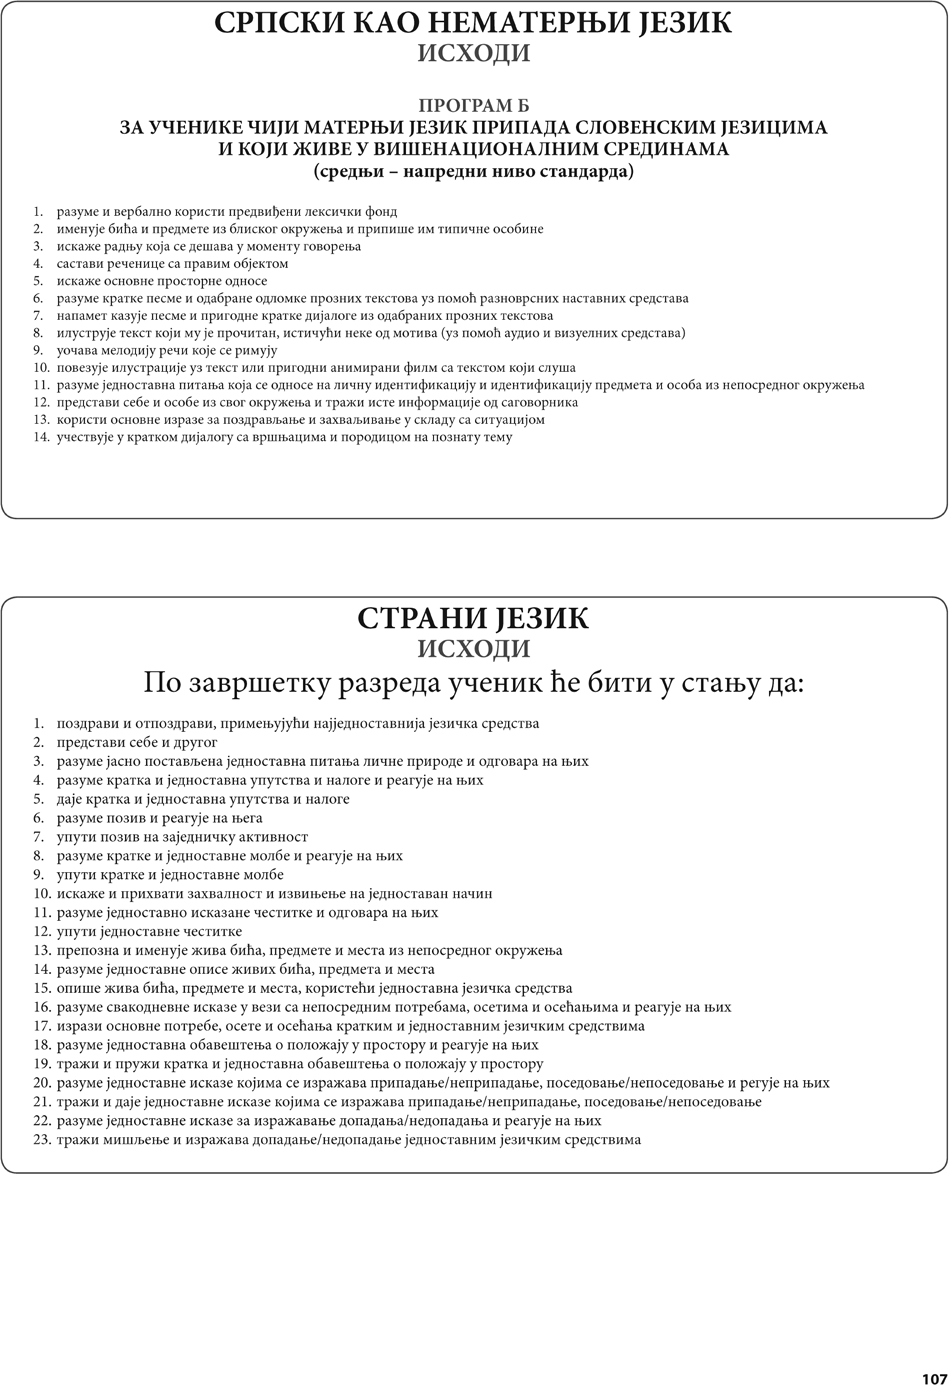 СРПСКИ КАО НЕМАТЕРЊИ ЈЕЗИК
ИСХОДИ
ПРОГРАМ Б
ЗА УЧЕНИКЕ ЧИЈИ МАТЕРЊИ ЈЕЗИК ПРИПАДА СЛОВЕНСКИМ ЈЕЗИЦИМА
И КОЈИ ЖИВЕ У ВИШЕНАЦИОНАЛНИМ СРЕДИНАМА
(средњи – напредни ниво стандарда)
1. разуме и вербално користи предвиђени лексички фонд
2. именује бића и предмете из блиског окружења и припише им типичне особине
3. искаже радњу која се дешава у моменту говорења
4. састави реченице са правим објектом
5. искаже основне просторне односе
6. разуме кратке песме и одабране одломке прозних текстова уз помоћ разноврсних наставних средстава
7. напамет казује песме и пригодне кратке дијалоге из одабраних прозних текстова
8. илуструје текст који му је прочитан, истичући неке од мотива (уз помоћ аудио и визуелних средстава)
9. уочава мелодију речи које се римују
10. повезује илустрације уз текст или пригодни анимирани филм са текстом који слуша
11. разуме једноставна питања која се односе на личну идентификацију и идентификацију предмета и особа из непосредног окружења
12. представи себе и особе из свог окружења и тражи исте информације од саговорника
13. користи основне изразе за поздрављање и захваљивање у складу са ситуацијом
14. учествује у кратком дијалогу са вршњацима и породицом на познату тему
СТРАНИ ЈЕЗИК
ИСХОДИ
По завршетку разреда ученик ће бити у стању да:
1. поздрави и отпоздрави, примењујући најједноставнија језичка средства
2. представи себе и другог
3. разуме јасно постављена једноставна питања личне природе и одговара на њих
4. разуме кратка и једноставна упутства и налоге и реагује на њих
5. даје кратка и једноставна упутства и налоге
6. разуме позив и реагује на њега
7. упути позив на заједничку активност
8. разуме кратке и једноставне молбе и реагује на њих
9. упути кратке и једноставне молбе
10. искаже и прихвати захвалност и извињење на једноставан начин
11. разуме једноставно исказане честитке и одговара на њих
12. упути једноставне честитке
13. препозна и именује жива бића, предмете и места из непосредног окружења
14. разуме једноставне описе живих бића, предмета и места
15. опише жива бића, предмете и места, користећи једноставна језичка средства
16. разуме свакодневне исказе у вези са непосредним потребама, осетима и осећањима и реагује на њих
17. изрази основне потребе, осете и осећања кратким и једноставним језичким средствима
18. разуме једноставна обавештења о положају у простору и реагује на њих
19. тражи и пружи кратка и једноставна обавештења о положају у простору
20. разуме једноставне исказе којима се изражава припадање/неприпадање, поседовање/непоседовање и регује на њих
21. тражи и даје једноставне исказе којима се изражава припадање/неприпадање, поседовање/непоседовање
22. разуме једноставне исказе за изражавање допадања/недопадања и реагује на њих
23. тражи мишљење и изражава допадање/недопадање једноставним језичким средствима
107